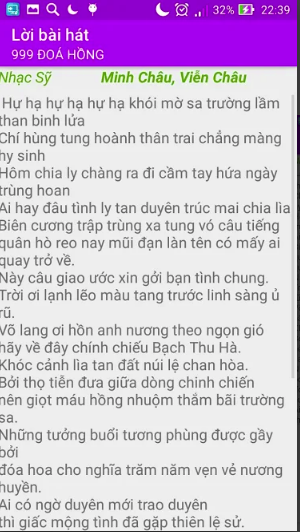 32% 22:39
Lời bài hát
999 ĐOÁ HỒNG
Nhạc Sỹ Minh Châu, Viễn Châu
Hự hạ hự hạ hự hạ khói mờ sa trường lầm
than binh lửa
Chí hùng tung hoành thân trai chẳng màng
hy sinh
Hôm chia ly chàng ra đi cầm tay hứa ngày
trùng hoan
Ai hay đâu tình ly tan duyên trúc mai chia lìa
Biên cương trập trùng xa tung vó câu tiếng
quân hò reo nay mũi đạn làn tên có mấy ai
quay trở về.
Này câu giao ước xin gởi bạn tình chung.
Trời ơi lạnh lẽo màu tang trước linh sàng ủ
rũ.
Võ lang ơi hồn anh nương theo ngọn gió
hãy về đây chính chiếu Bạch Thu Hà.
Khóc cảnh lìa tan đất núi lệ chan hòa.
Bởi thọ tiễn đưa giữa dòng chinh chiến
nên giọt máu hồng nhuộm thắm bãi trường
sa.
Những tưởng buổi tương phùng được gầy
bởi
đóa hoa cho nghĩa trăm năm vẹn vẻ nương
huyền.
Ai có ngờ duyên mới trao duyên
thì giấc mộng tình đã gặp thiên lệ sử.